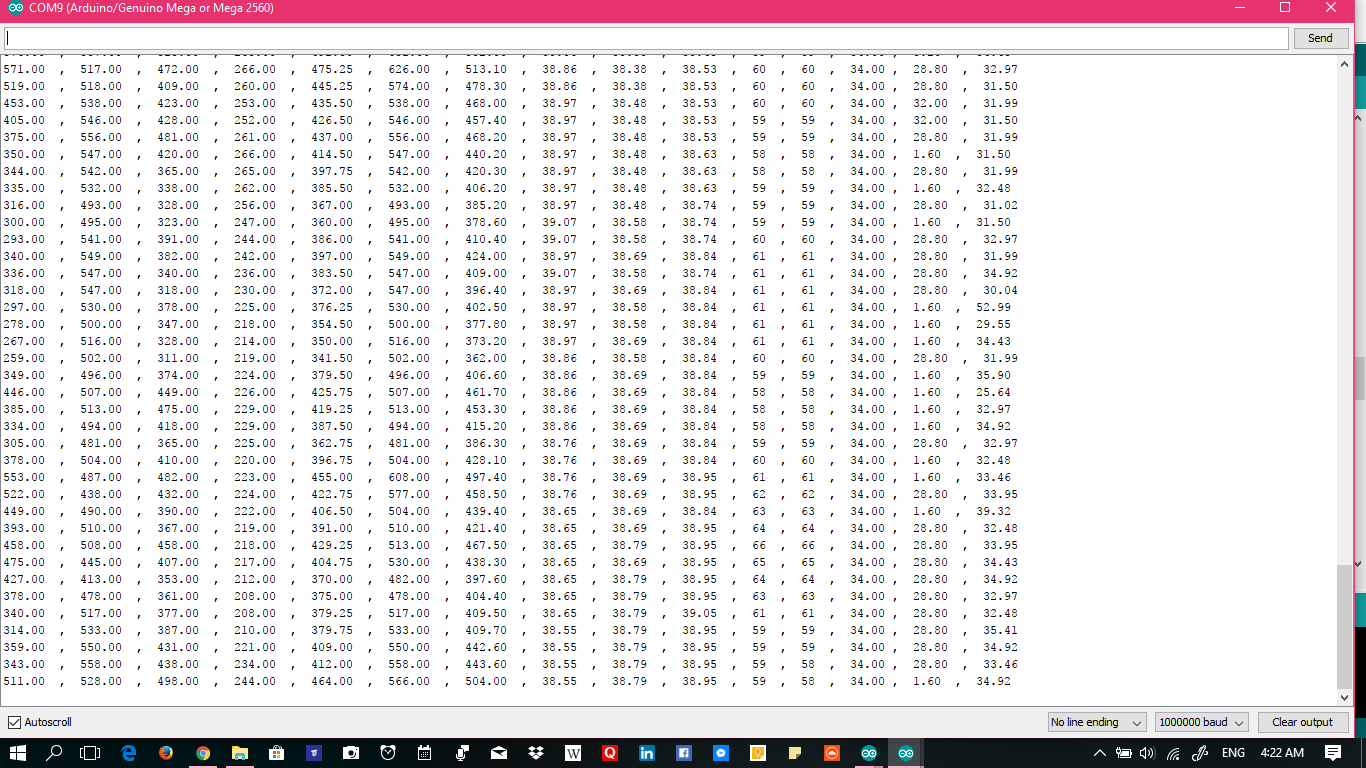 COM9 (Arduino/Genuino Mega or Mega 2560)
Send
571.00 , 517.00 , 472.00 , 266.00 , 475.25 , 626.00 , 513.10 , 38.86 , 38.38 , 38.53 , 60 , 60 , 34.00 , 28.80 , 32.97
519.00 , 518.00 , 409.00 , 260.00 , 445.25 , 574.00 , 478.30 , 38.86 , 38.38 , 38.53 , 60 , 60 , 34.00 , 28.80 , 31.50
453.00 , 538.00 , 423.00 , 253.00 , 435.50 , 538.00 , 468.00 , 38.97 , 38.48 , 38.53 , 60 , 60 , 34.00 , 32.00 , 31.99
405.00 , 546.00 , 428.00 , 252.00 , 426.50 , 546.00 , 457.40 , 38.97 , 38.48 , 38.53 , 59 , 59 , 34.00 , 32.00 , 31.50
375.00 , 556.00 , 481.00 , 261.00 , 437.00 , 556.00 , 468.20 , 38.97 , 38.48 , 38.53 , 59 , 59 , 34.00 , 28.80 , 31.99
350.00 , 547.00 , 420.00 , 266.00 , 414.50 , 547.00 , 440.20 , 38.97 , 38.48 , 38.63 , 58 , 58 , 34.00 , 1.60 , 31.50
344.00 , 542.00 , 365.00 , 265.00 , 397.75 , 542.00 , 420.30 , 38.97 , 38.48 , 38.63 , 58 , 58 , 34.00 , 28.80 , 31.99
335.00 , 532.00 , 338.00 , 262.00 , 385.50 , 532.00 , 406.20 , 38.97 , 38.48 , 38.63 , 59 , 59 , 34.00 , 1.60 , 32.48
316.00 , 493.00 , 328.00 , 256.00 , 367.00 , 493.00 , 385.20 , 38.97 , 38.48 , 38.74 , 59 , 59 , 34.00 , 28.80 , 31.02
300.00 , 495.00 , 323.00 , 247.00 , 360.00 , 495.00 , 378.60 , 39.07 , 38.58 , 38.74 , 59 , 59 , 34.00 , 1.60 , 31.50
293.00 , 541.00 , 391.00 , 244.00 , 386.00 , 541.00 , 410.40 , 39.07 , 38.58 , 38.74 , 60 , 60 , 34.00 , 28.80 , 32.97
340.00 , 549.00 , 382.00 , 242.00 , 397.00 , 549.00 , 424.00 , 38.97 , 38.69 , 38.84 , 61 , 61 , 34.00 , 28.80 , 31.99
336.00 , 547.00 , 340.00 , 236.00 , 383.50 , 547.00 , 409.00 , 39.07 , 38.58 , 38.74 , 61 , 61 , 34.00 , 28.80 , 34.92
318.00 , 547.00 , 318.00 , 230.00 , 372.00 , 547.00 , 396.40 , 38.97 , 38.69 , 38.84 , 61 , 61 , 34.00 , 28.80 , 30.04
297.00 , 530.00 , 378.00 , 225.00 , 376.25 , 530.00 , 402.50 , 38.97 , 38.58 , 38.84 , 61 , 61 , 34.00 , 1.60 , 52.99
278.00 , 500.00 , 347.00 , 218.00 , 354.50 , 500.00 , 377.80 , 38.97 , 38.58 , 38.84 , 61 , 61 , 34.00 , 1.60 , 29.55
267.00 , 516.00 , 328.00 , 214.00 , 350.00 , 516.00 , 373.20 , 38.97 , 38.69 , 38.84 , 61 , 61 , 34.00 , 1.60 , 34.43
259.00 , 502.00 , 311.00 , 219.00 , 341.50 , 502.00 , 362.00 , 38.86 , 38.58 , 38.84 , 60 , 60 , 34.00 , 28.80 , 31.99
349.00 , 496.00 , 374.00 , 224.00 , 379.50 , 496.00 , 406.60 , 38.86 , 38.69 , 38.84 , 59 , 59 , 34.00 , 1.60 , 35.90
446.00 , 507.00 , 449.00 , 226.00 , 425.75 , 507.00 , 461.70 , 38.86 , 38.69 , 38.84 , 58 , 58 , 34.00 , 1.60 , 25.64
385.00 , 513.00 , 475.00 , 229.00 , 419.25 , 513.00 , 453.30 , 38.86 , 38.69 , 38.84 , 58 , 58 , 34.00 , 1.60 , 32.97
334.00 , 494.00 , 418.00 , 229.00 , 387.50 , 494.00 , 415.20 , 38.86 , 38.69 , 38.84 , 58 , 58 , 34.00 , 1.60 , 34.92
305.00 , 481.00 , 365.00 , 225.00 , 362.75 , 481.00 , 386.30 , 38.76 , 38.69 , 38.84 , 59 , 59 , 34.00 , 28.80 , 32.97
378.00 , 504.00 , 410.00 , 220.00 , 396.75 , 504.00 , 428.10 , 38.76 , 38.69 , 38.84 , 60 , 60 , 34.00 , 1.60 , 32.48
553.00 , 487.00 , 482.00 , 223.00 , 455.00 , 608.00 , 497.40 , 38.76 , 38.69 , 38.95 , 61 , 61 , 34.00 , 1.60 , 33.46
522.00 , 438.00 , 432.00 , 224.00 , 422.75 , 577.00 , 458.50 , 38.76 , 38.69 , 38.95 , 62 , 62 , 34.00 , 28.80 , 33.95
449.00 , 490.00 , 390.00 , 222.00 , 406.50 , 504.00 , 439.40 , 38.65 , 38.69 , 38.84 , 63 , 63 , 34.00 , 1.60 , 39.32
393.00 , 510.00 , 367.00 , 219.00 , 391.00 , 510.00 , 421.40 , 38.65 , 38.69 , 38.95 , 64 , 64 , 34.00 , 28.80 , 32.48
458.00 , 508.00 , 458.00 , 218.00 , 429.25 , 513.00 , 467.50 , 38.65 , 38.79 , 38.95 , 66 , 66 , 34.00 , 28.80 , 33.95
475.00 , 445.00 , 407.00 , 217.00 , 404.75 , 530.00 , 438.30 , 38.65 , 38.79 , 38.95 , 65 , 65 , 34.00 , 28.80 , 34.43
427.00 , 413.00 , 353.00 , 212.00 , 370.00 , 482.00 , 397.60 , 38.65 , 38.79 , 38.95 , 64 , 64 , 34.00 , 28.80 , 34.92
378.00 , 478.00 , 361.00 , 208.00 , 375.00 , 478.00 , 404.40 , 38.65 , 38.79 , 38.95 , 63 , 63 , 34.00 , 28.80 , 32.97
340.00 , 517.00 , 377.00 , 208.00 , 379.25 , 517.00 , 409.50 , 38.65 , 38.79 , 39.05 , 61 , 61 , 34.00 , 28.80 , 32.48
314.00 , 533.00 , 387.00 , 210.00 , 379.75 , 533.00 , 409.70 , 38.55 , 38.79 , 38.95 , 59 , 59 , 34.00 , 28.80 , 35.41
359.00 , 550.00 , 431.00 , 221.00 , 409.00 , 550.00 , 442.60 , 38.55 , 38.79 , 38.95 , 59 , 59 , 34.00 , 28.80 , 34.92
343.00 , 558.00 , 438.00 , 234.00 , 412.00 , 558.00 , 443.60 , 38.55 , 38.79 , 38.95 , 59 , 58 , 34.00 , 28.80 , 33.46
511.00 , 528.00 , 498.00 , 244.00 , 464.00 , 566.00 , 504.00 , 38.55 , 38.79 , 38.95 , 59 , 58 , 34.00 , 1.60 , 34.92
Autoscroll
No line ending
1000000 baud
Clear output
ENG
4:22 AM